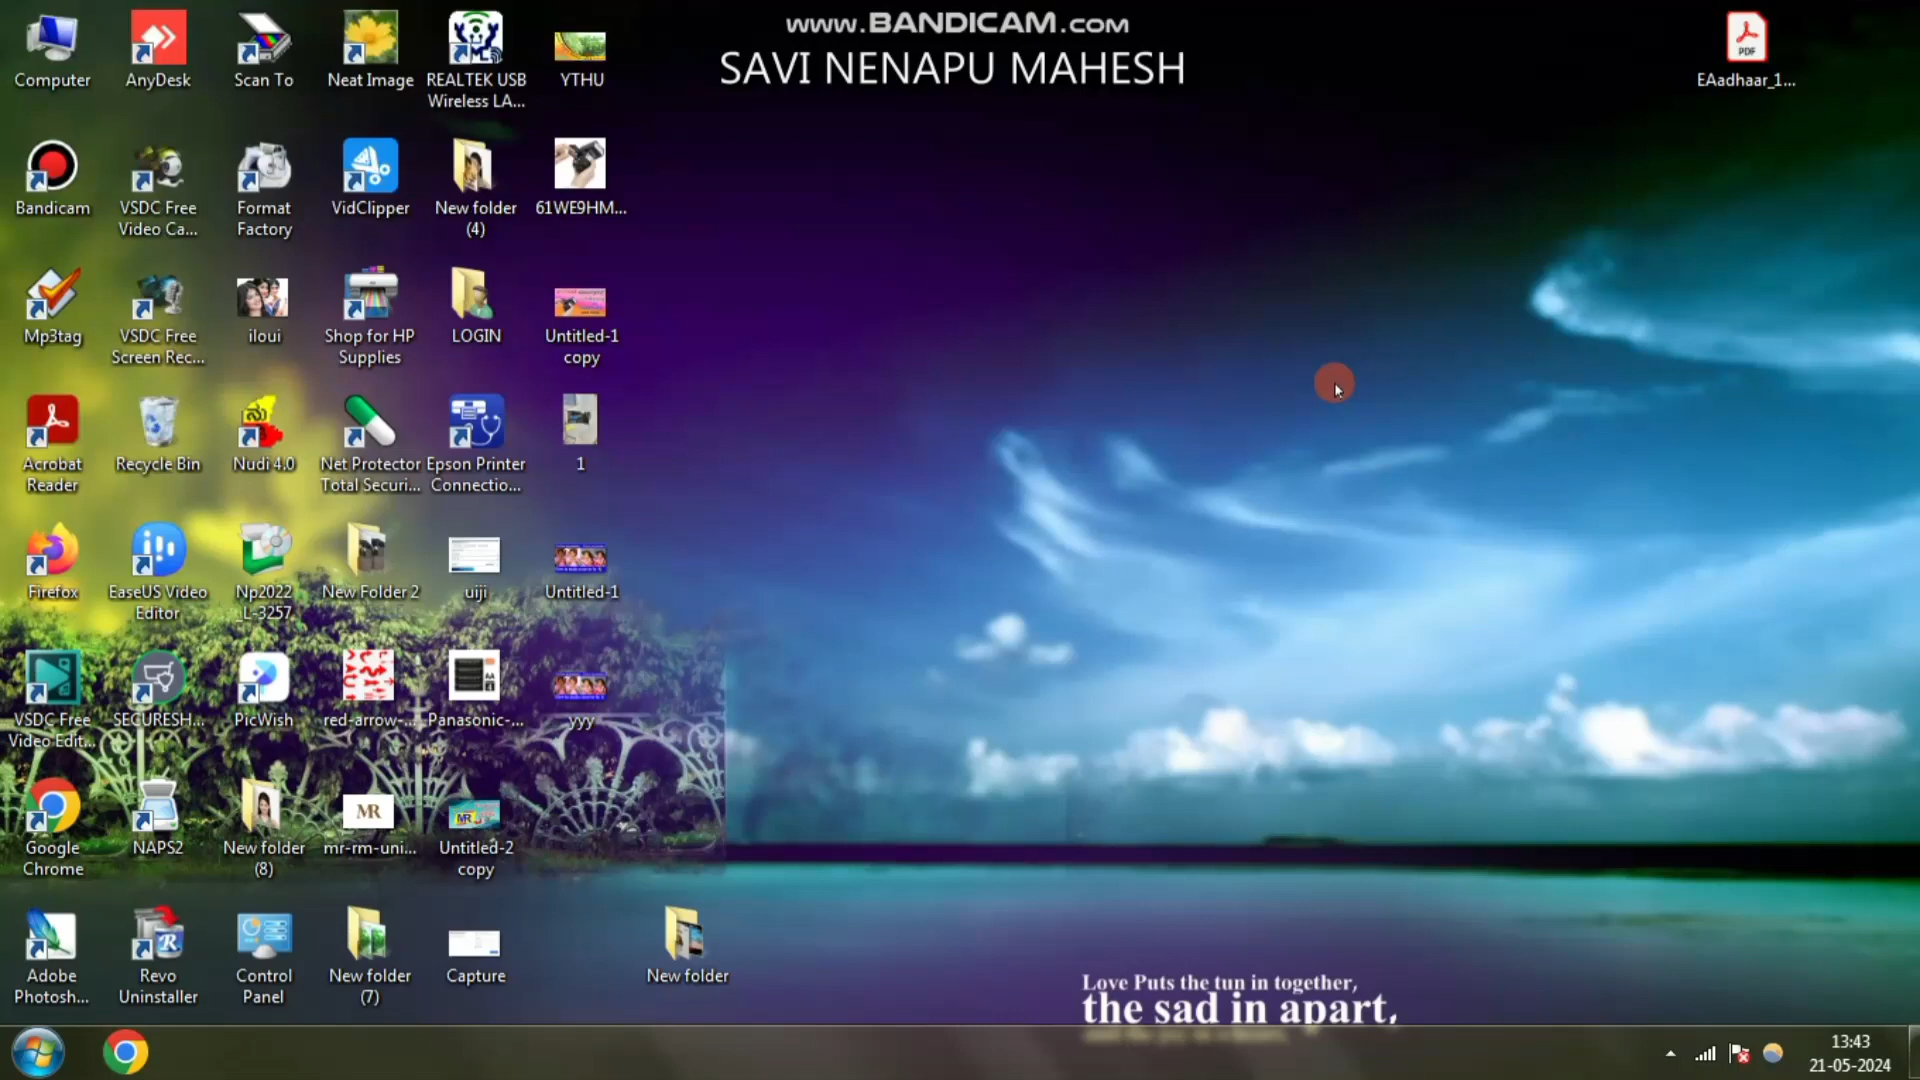 www.BANDICAM.com
SAVI NENAPU MAHESH
Computer
AnyDesk
Scan To
Neat Image
REALTEK USB
Wireless LA...
YTHU
PDF
EAadhaar_1...
Bandicam
VSDC Free
Video Ca...
Format
Factory
VidClipper
New folder
(4)
61WE9HM...
Mp3tag
VSDC Free
Screen Rec...
iloui
Shop for HP
Supplies
LOGIN
Untitled-1
copy
Acrobat
Reader
Recycle Bin
ನು
Nudi 4.0
Net Protector
Total Securi...
Epson Printer
Connectio...
1
Firefox
EaseUS Video
Editor
Np2022
_L-3257
New Folder 2
uiji
Untitled-1
VSDC Free
Video Edit...
SECURESH...
PicWish
red-arrow-...
Panasonic-...
yyy
Google
Chrome
NAPS2
New folder
(8)
MR
mr-rm-uni...
MR
Untitled-2
copy
Adobe
Photosh...
R
Revo
Uninstaller
Control
Panel
New folder
(7)
Capture
New folder
Love Puts the tun in together,
the sad in apart,
13:43
21-05-2024